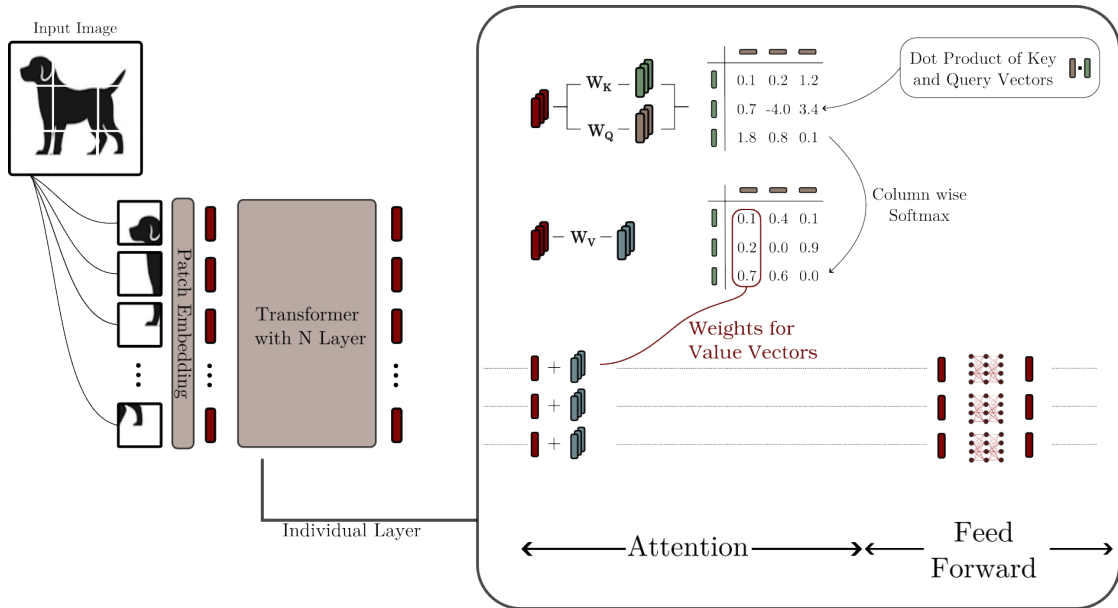 Input Image
Patch Embedding
Transformer
with N Layer
Individual Layer
W_K
W_Q
0.1 0.2 1.2
0.7 -4.0 3.4
1.8 0.8 0.1
Dot Product of Key
and Query Vectors
Column wise
Softmax
W_V
0.1 0.4 0.1
0.2 0.0 0.9
0.7 0.6 0.0
Weights for
Value Vectors
+
+
+
Attention
Feed
Forward